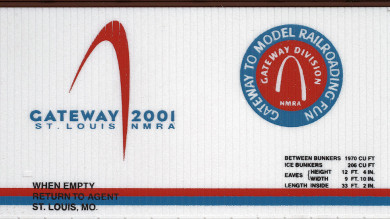 GATEWAY 2001
ST. LOUIS NMRA
GATEWAY TO MODEL RAILROADING FUN
GATEWAY DIVISION
NMRA
BETWEEN BUNKERS 1970 CU FT
ICE BUNKERS 206 CU FT
EAVES HEIGHT 12 FT. 4 IN.
WIDTH 9 FT. 10 IN.
LENGTH INSIDE 33 FT. 2 IN.
WHEN EMPTY
RETURN TO AGENT
ST. LOUIS, MO.